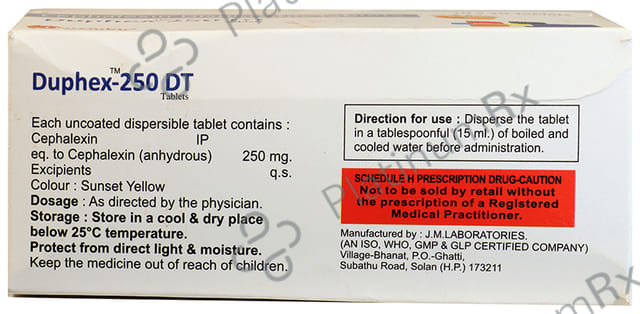 Duphex-250 DT
TM
Tablets
Each uncoated dispersible tablet contains :
Cephalexin IP
eq. to Cephalexin (anhydrous) 250 mg.
Excipients q.s.
Colour : Sunset Yellow
Dosage : As directed by the physician.
Storage : Store in a cool & dry place
below 25°C temperature.
Protect from direct light & moisture.
Keep the medicine out of reach of children.
Direction for use : Disperse the tablet
in a tablespoonful (15 ml.) of boiled and
cooled water before administration.
SCHEDULE H PRESCRIPTION DRUG-CAUTION
Not to be sold by retail without
the prescription of a Registered
Medical Practitioner.
Manufactured by : J.M.LABORATORIES.
(AN ISO, WHO, GMP & GLP CERTIFIED COMPANY)
Village-Bhanat, P.O.-Ghatti,
Subathu Road, Solan (H.P.) 173211
PlatinumRx